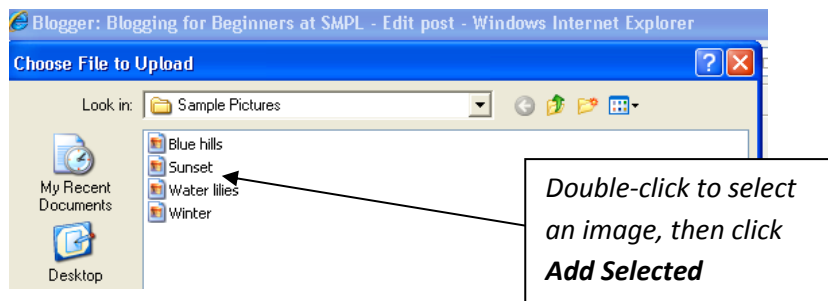 Blogger: Blogging for Beginners at SMPL - Edit post - Windows Internet Explorer
Choose File to Upload
Look in: Sample Pictures
My Recent
Documents
Desktop
Blue hills
Sunset
Water lilies
Winter
Double-click to select
an image, then click
Add Selected